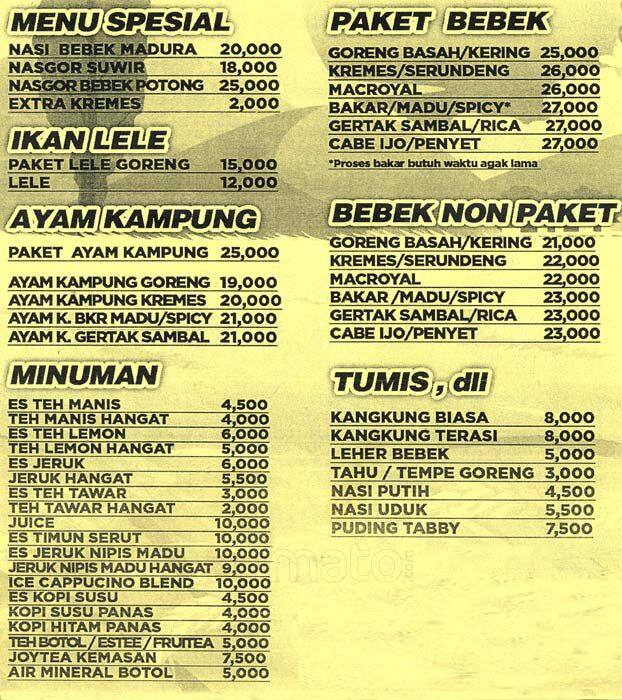 MENU SPESIAL
NASI BEBEK MADURA 20,000
NASGOR SUWIR 18,000
NASGOR BEBEK POTONG 25,000
EXTRA KREMES 2,000
IKAN LELE
PAKET LELE GORENG 15,000
LELE 12,000
AYAM KAMPUNG
PAKET AYAM KAMPUNG 25,000
AYAM KAMPUNG GORENG 19,000
AYAM KAMPUNG KREMES 20,000
AYAM K. BKR MADU/SPICY 21,000
AYAM K. GERTAK SAMBAL 21,000
MINUMAN
ES TEH MANIS 4,500
TEH MANIS HANGAT 4,000
ES TEH LEMON 6,000
TEH LEMON HANGAT 5,000
ES JERUK 6,000
JERUK HANGAT 5,500
ES TEH TAWAR 3,000
TEH TAWAR HANGAT 2,000
JUICE 10,000
ES TIMUN SERUT 10,000
ES JERUK NIPIS MADU 10,000
JERUK NIPIS MADU HANGAT 9,000
ICE CAPPUCINO BLEND 10,000
ES KOPI SUSU 4,500
KOPI SUSU PANAS 4,000
KOPI HITAM PANAS 4,000
TEH BOTOL / ESTEE / FRUITEA 5,000
JOYTEA KEMASAN 7,500
AIR MINERAL BOTOL 5,000
PAKET BEBEK
GORENG BASAH/KERING 25,000
KREMES/SERUNDENG 26,000
MACROYAL 26,000
BAKAR/MADU/SPICY* 27,000
GERTAK SAMBAL/RICA 27,000
CABE IJO/PENYET 27,000
*Proses bakar butuh waktu agak lama
BEBEK NON PAKET
GORENG BASAH/KERING 21,000
KREMES/SERUNDENG 22,000
MACROYAL 22,000
BAKAR /MADU/SPICY 23,000
GERTAK SAMBAL/RICA 23,000
CABE IJO/PENYET 23,000
TUMIS , dll
KANGKUNG BIASA 8,000
KANGKUNG TERASI 8,000
LEHER BEBEK 5,000
TAHU / TEMPE GORENG 3,000
NASI PUTIH 4,500
NASI UDUK 5,500
PUDING TABBY 7,500